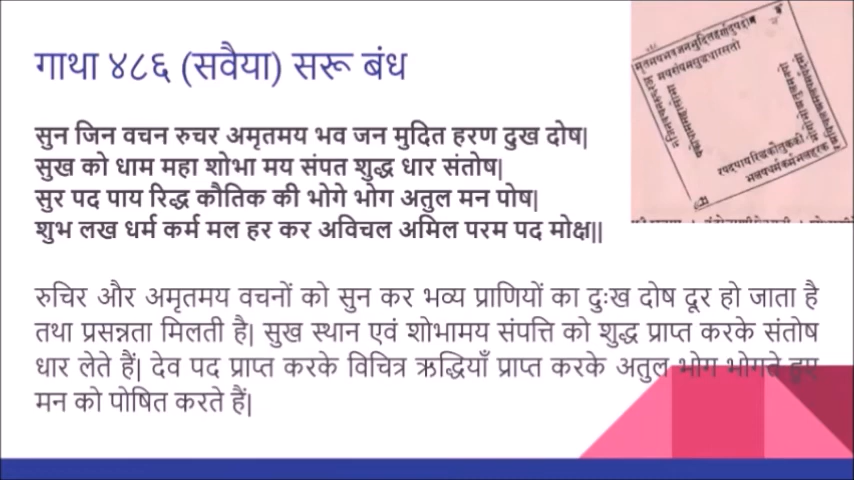 गाथा ४८६ (सवैया) सरू बंध
सुन जिन वचन रुचर अमृतमय भव जन मुदित हरण दुख दोष|
सुख को धाम महा शोभा मय संपत शुद्ध धार संतोष|
सुर पद पाय रिद्ध कौतिक की भोगे भोग अतुल मन पोष|
शुभ लख धर्म कर्म मल हर कर अविचल अमिल परम पद मोक्ष||
रुचिर और अमृतमय वचनों को सुन कर भव्य प्राणियों का दुःख दोष दूर हो जाता है
तथा प्रसन्नता मिलती है| सुख स्थान एवं शोभामय संपत्ति को शुद्ध प्राप्त करके संतोष
धार लेते हैं| देव पद प्राप्त करके विचित्र ऋद्धियाँ प्राप्त करके अतुल भोग भोगते हुए
मन को पोषित करते हैं|